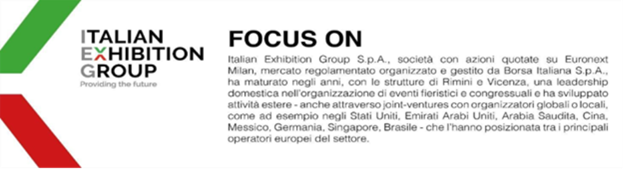 ITALIAN
EXHIBITION
GROUP
Providing the future
FOCUS ON
Italian Exhibition Group S.p.A., società con azioni quotate su Euronext
Milan, mercato regolamentato organizzato e gestito da Borsa Italiana S.p.A.,
ha maturato negli anni, con le strutture di Rimini e Vicenza, una leadership
domestica nell'organizzazione di eventi fieristici e congressuali e ha sviluppato
attività estere - anche attraverso joint-ventures con organizzatori globali o locali,
come ad esempio negli Stati Uniti, Emirati Arabi Uniti, Arabia Saudita, Cina,
Messico, Germania, Singapore, Brasile - che l'hanno posizionata tra i principali
operatori europei del settore.